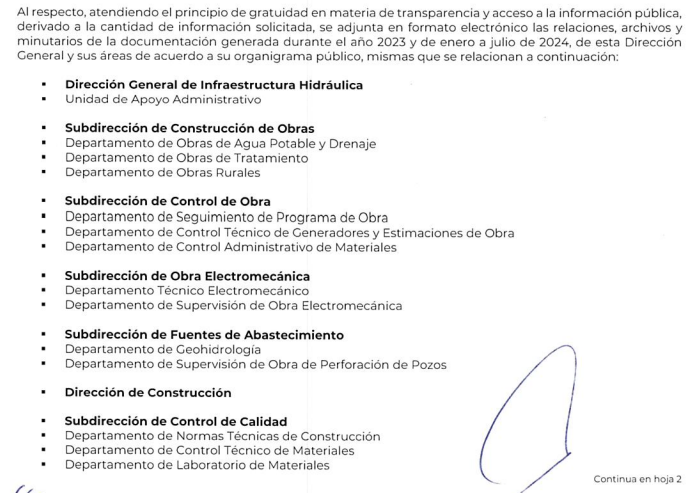 Al respecto, atendiendo el principio de gratuidad en materia de transparencia y acceso a la información pública,
derivado a la cantidad de información solicitada, se adjunta en formato electrónico las relaciones, archivos y
minutarios de la documentación generada durante el año 2023 y de enero a julio de 2024, de esta Dirección
General y sus áreas de acuerdo a su organigrama público, mismas que se relacionan a continuación:
▪ Dirección General de Infraestructura Hidráulica
▪ Unidad de Apoyo Administrativo
▪ Subdirección de Construcción de Obras
▪ Departamento de Obras de Agua Potable y Drenaje
▪ Departamento de Obras de Tratamiento
▪ Departamento de Obras Rurales
▪ Subdirección de Control de Obra
▪ Departamento de Seguimiento de Programa de Obra
▪ Departamento de Control Técnico de Generadores y Estimaciones de Obra
▪ Departamento de Control Administrativo de Materiales
▪ Subdirección de Obra Electromecánica
▪ Departamento Técnico Electromecánico
▪ Departamento de Supervisión de Obra Electromecánica
▪ Subdirección de Fuentes de Abastecimiento
▪ Departamento de Geohidrología
▪ Departamento de Supervisión de Obra de Perforación de Pozos
▪ Dirección de Construcción
▪ Subdirección de Control de Calidad
▪ Departamento de Normas Técnicas de Construcción
▪ Departamento de Control Técnico de Materiales
▪ Departamento de Laboratorio de Materiales
Continua en hoja 2